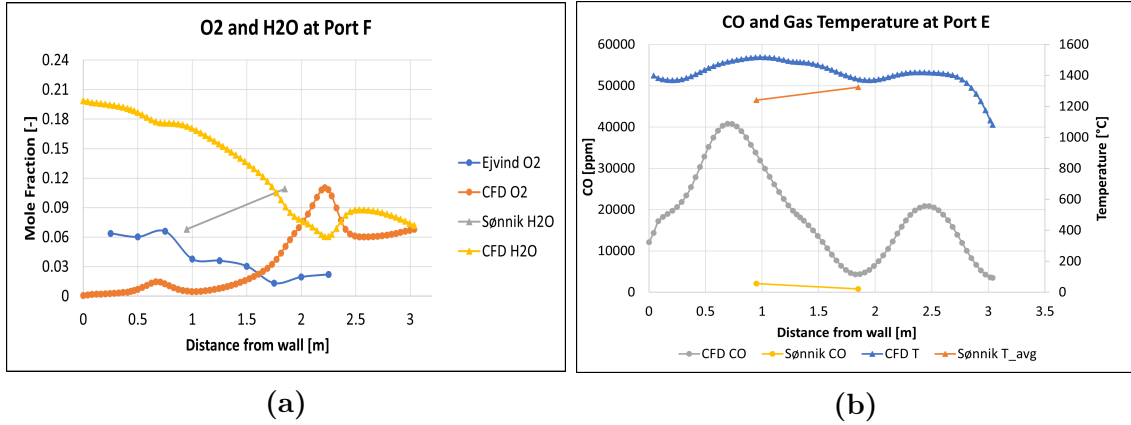 O2 and H2O at Port F
Mole Fraction [-]
0.24
0.21
0.18
0.15
0.12
0.09
0.06
0.03
0
0 0.5 1 1.5 2 2.5 3
Distance from wall [m]
Ejvind O2
CFD O2
Sønnik H2O
CFD H2O
(a)
CO and Gas Temperature at Port E
CO [ppm]
60000
50000
40000
30000
20000
10000
0
1600
1400
1200
1000
800
600
400
200
0
Temperature [°C]
0 0.5 1 1.5 2 2.5 3 3.5
Distance from wall [m]
CFD CO Sønnik CO CFD T Sønnik T_avg
(b)